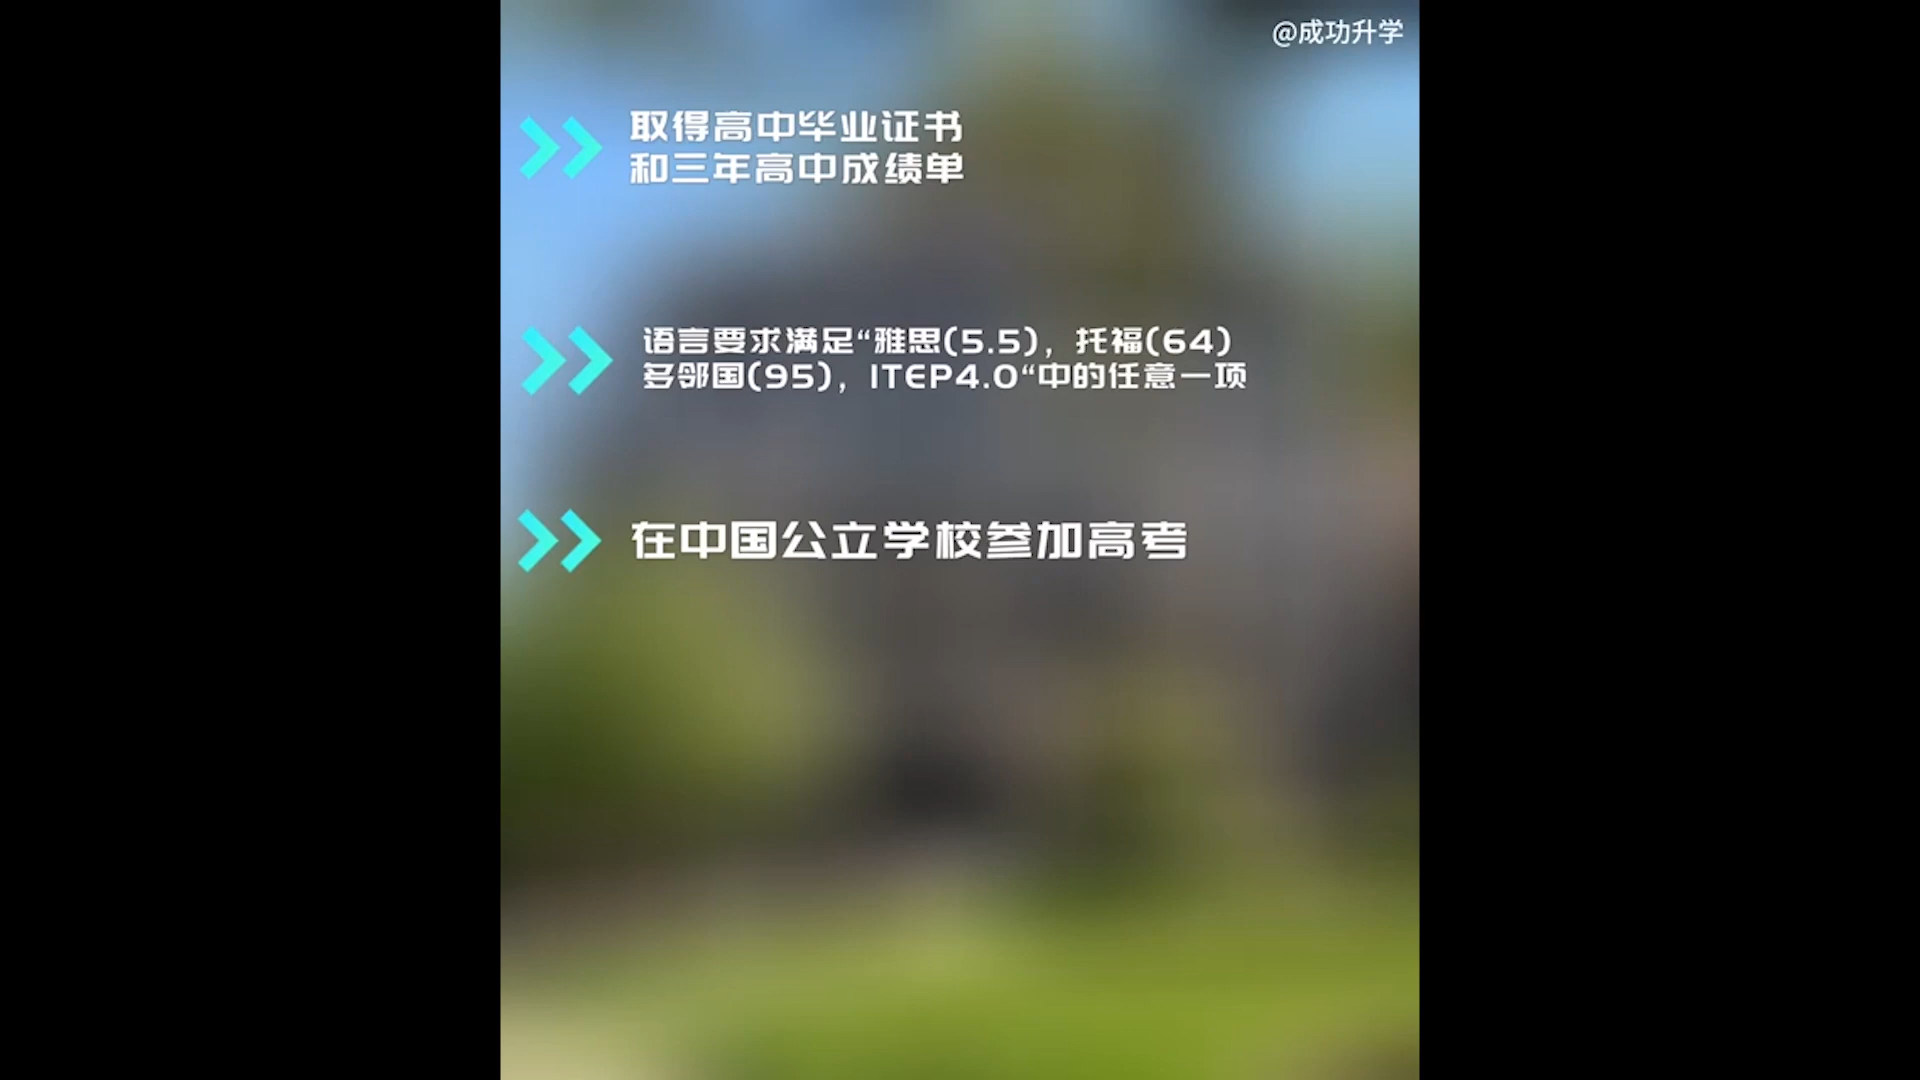 @成功升学
取得高中毕业证书
和三年高中成绩单
语言要求满足“雅思(5.5)，托福(64)
多邻国(95)，ITEP4.0“中的任意一项
在中国公立学校参加高考